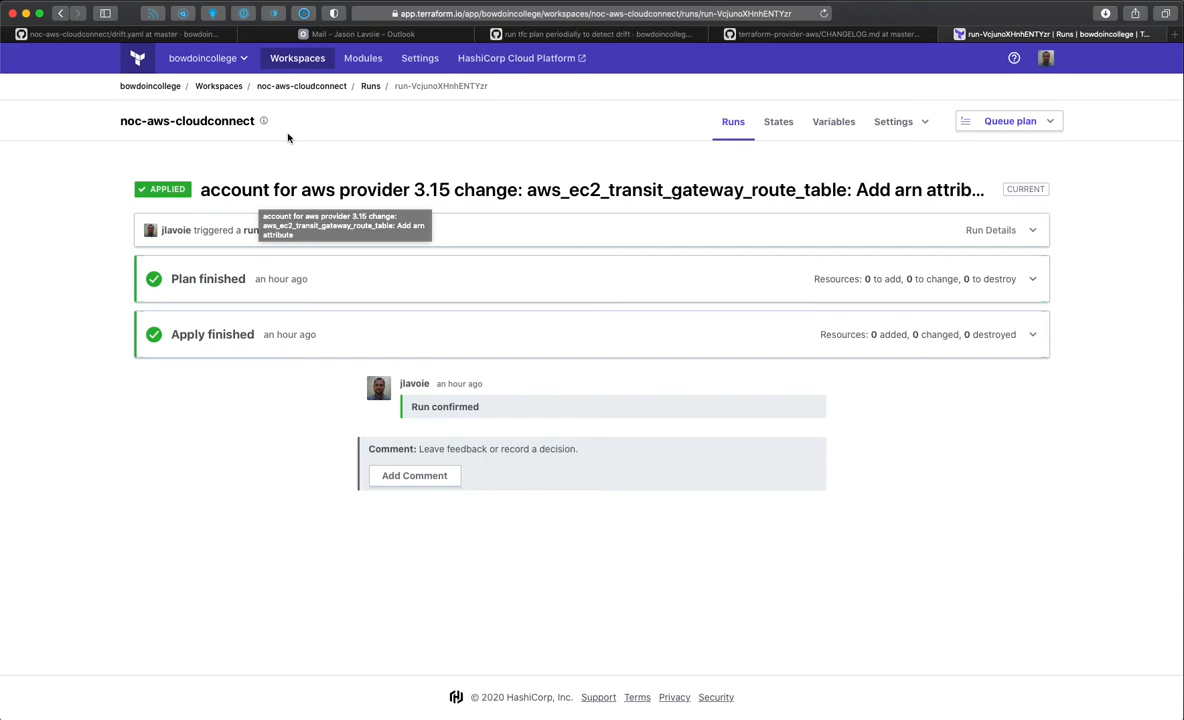 app.terraform.io/app/bowdoincollege/workspaces/noc-aws-cloudconnect/runs/run-VcjunoXHnhENTYzr
noc-aws-cloudconnect/drift.yaml at master · bowdoin...
Mail - Jason Lavoie - Outlook
run tfc plan periodially to detect drift · bowdoincolleg...
terraform-provider-aws/CHANGELOG.md at master...
run-VcjunoXHnhENTYzr | Runs | bowdoincollege | T...
bowdoincollege
Workspaces
Modules
Settings
HashiCorp Cloud Platform
bowdoincollege / Workspaces / noc-aws-cloudconnect / Runs / run-VcjunoXHnhENTYzr
noc-aws-cloudconnect
Runs
States
Variables
Settings
Queue plan
APPLIED
account for aws provider 3.15 change: aws_ec2_transit_gateway_route_table: Add arn attrib...
CURRENT
account for aws provider 3.15 change:
aws_ec2_transit_gateway_route_table: Add arn
attribute
jlavoie triggered a run
Run Details
Plan finished an hour ago
Resources: 0 to add, 0 to change, 0 to destroy
Apply finished an hour ago
Resources: 0 added, 0 changed, 0 destroyed
jlavoie an hour ago
Run confirmed
Comment: Leave feedback or record a decision.
Add Comment
© 2020 HashiCorp, Inc. Support Terms Privacy Security